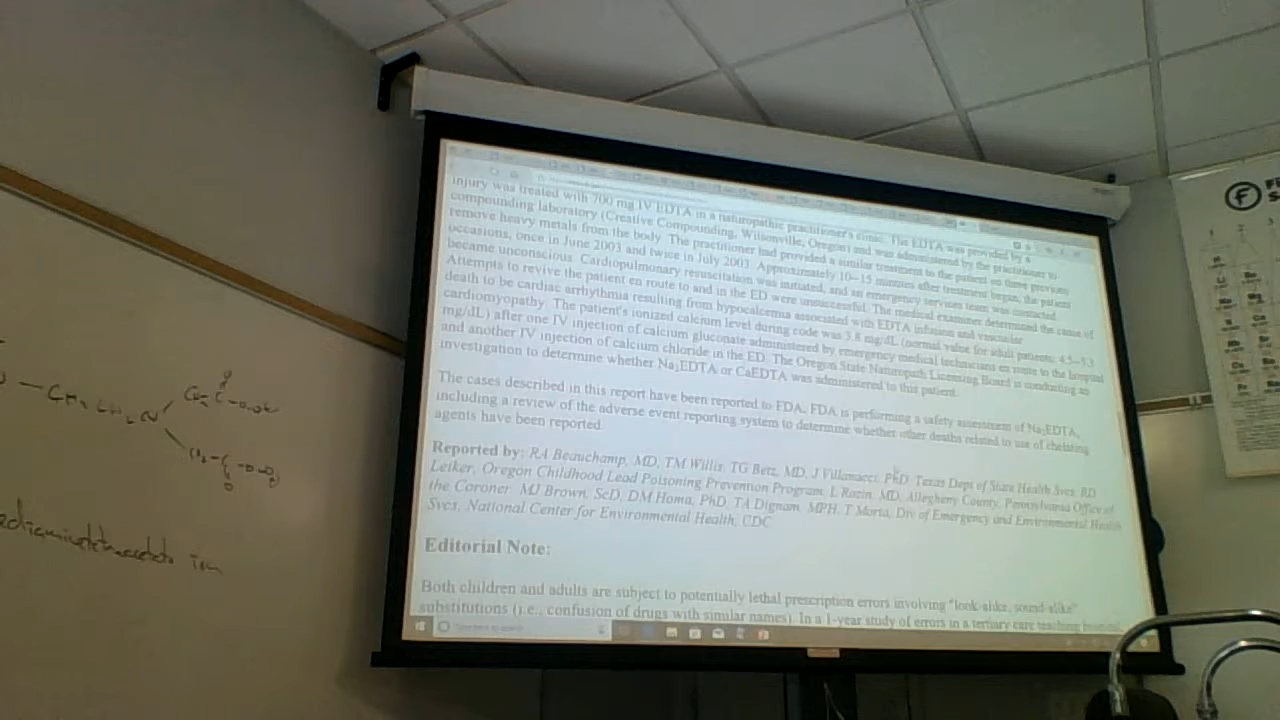 injury was treated with 700 mg IV EDTA in a naturopathic practitioner's clinic. The EDTA was provided by a
compounding laboratory (Creative Compounding, Wilsonville, Oregon) and was administered by the practitioner to
remove heavy metals from the body. The practitioner had provided a similar treatment to the patient on three previous
occasions, once in June 2003 and twice in July 2003. Approximately 10--15 minutes after treatment began, the patient
became unconscious. Cardiopulmonary resuscitation was initiated, and an emergency services team was contacted.
Attempts to revive the patient en route to and in the ED were unsuccessful. The medical examiner determined the cause of
death to be cardiac arrhythmia resulting from hypocalcemia associated with EDTA infusion and vascular
cardiomyopathy. The patient's ionized calcium level during code was 3.8 mg/dL (normal value for adult patients: 4.5--5.3
mg/dL) after one IV injection of calcium gluconate administered by emergency medical technicians en route to the hospital
and another IV injection of calcium chloride in the ED. The Oregon State Naturopath Licensing Board is conducting an
investigation to determine whether Na2EDTA or CaEDTA was administered to this patient.
The cases described in this report have been reported to FDA. FDA is performing a safety assessment of Na2EDTA,
including a review of the adverse event reporting system to determine whether other deaths related to use of chelating
agents have been reported.
Reported by: RA Beauchamp, MD, TM Willis, TG Betz, MD, J Villanacci, PhD, Texas Dept of State Health Svcs. RD
Leiker, Oregon Childhood Lead Poisoning Prevention Program. L Rozin, MD, Allegheny County, Pennsylvania Office of
the Coroner. MJ Brown, ScD, DM Homa, PhD, TA Dignam, MPH, T Morta, Div of Emergency and Environmental Health
Svcs, National Center for Environmental Health, CDC.
Editorial Note:
Both children and adults are subject to potentially lethal prescription errors involving "look-alike, sound-alike"
substitutions (i.e., confusion of drugs with similar names). In a 1-year study of errors in a tertiary care teaching